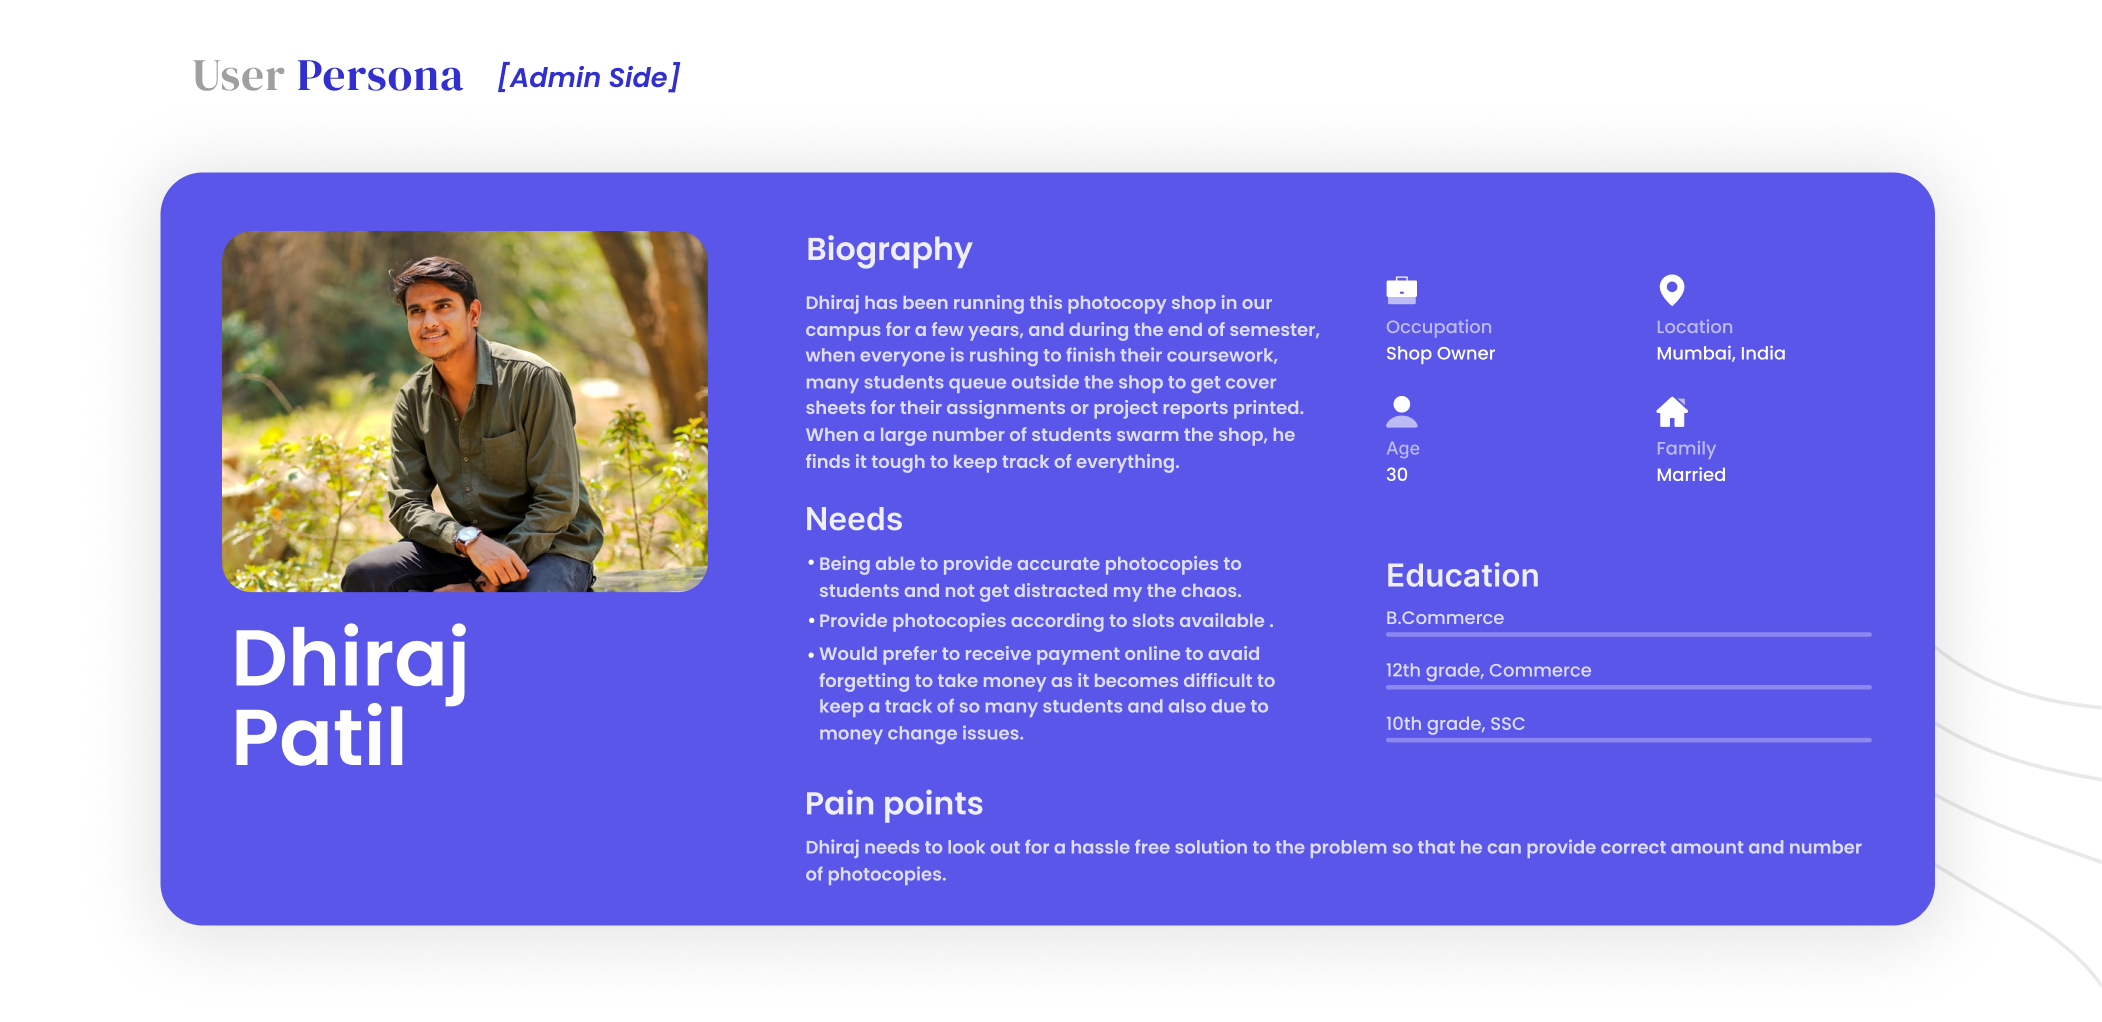 User Persona [Admin Side]
Dhiraj
Patil
Biography
Dhiraj has been running this photocopy shop in our
campus for a few years, and during the end of semester,
when everyone is rushing to finish their coursework,
many students queue outside the shop to get cover
sheets for their assignments or project reports printed.
When a large number of students swarm the shop, he
finds it tough to keep track of everything.
Needs
• Being able to provide accurate photocopies to
students and not get distracted my the chaos.
• Provide photocopies according to slots available .
• Would prefer to receive payment online to avaid
forgetting to take money as it becomes difficult to
keep a track of so many students and also due to
money change issues.
Occupation
Shop Owner
Location
Mumbai, India
Age
30
Family
Married
Education
B.Commerce
12th grade, Commerce
10th grade, SSC
Pain points
Dhiraj needs to look out for a hassle free solution to the problem so that he can provide correct amount and number
of photocopies.